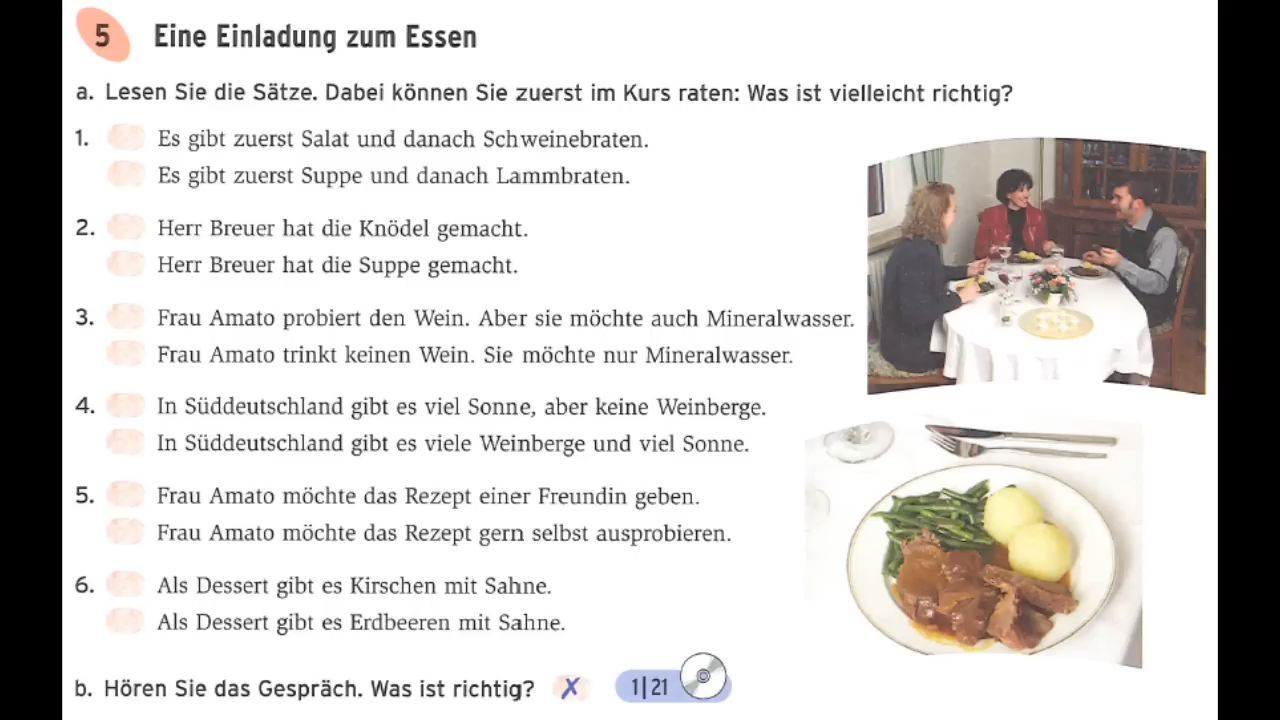 5 Eine Einladung zum Essen
a. Lesen Sie die Sätze. Dabei können Sie zuerst im Kurs raten: Was ist vielleicht richtig?
1. Es gibt zuerst Salat und danach Schweinebraten.
Es gibt zuerst Suppe und danach Lammbraten.
2. Herr Breuer hat die Knödel gemacht.
Herr Breuer hat die Suppe gemacht.
3. Frau Amato probiert den Wein. Aber sie möchte auch Mineralwasser.
Frau Amato trinkt keinen Wein. Sie möchte nur Mineralwasser.
4. In Süddeutschland gibt es viel Sonne, aber keine Weinberge.
In Süddeutschland gibt es viele Weinberge und viel Sonne.
5. Frau Amato möchte das Rezept einer Freundin geben.
Frau Amato möchte das Rezept gern selbst ausprobieren.
6. Als Dessert gibt es Kirschen mit Sahne.
Als Dessert gibt es Erdbeeren mit Sahne.
b. Hören Sie das Gespräch. Was ist richtig? X 1|21